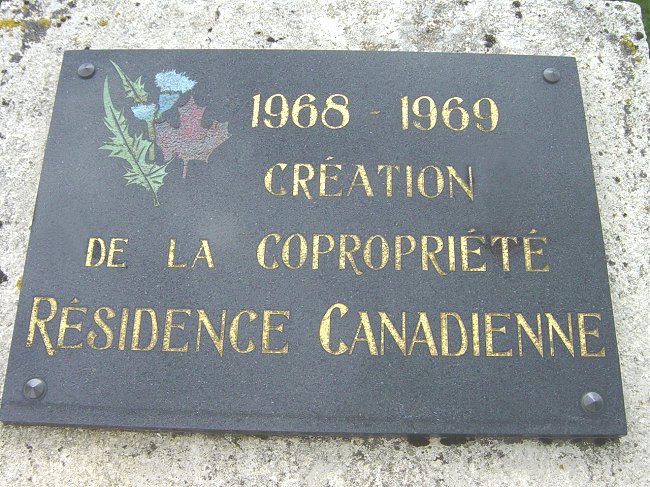 1968 - 1969
CRÉATION
DE LA COPROPRIÉTÉ
RÉSIDENCE CANADIENNE